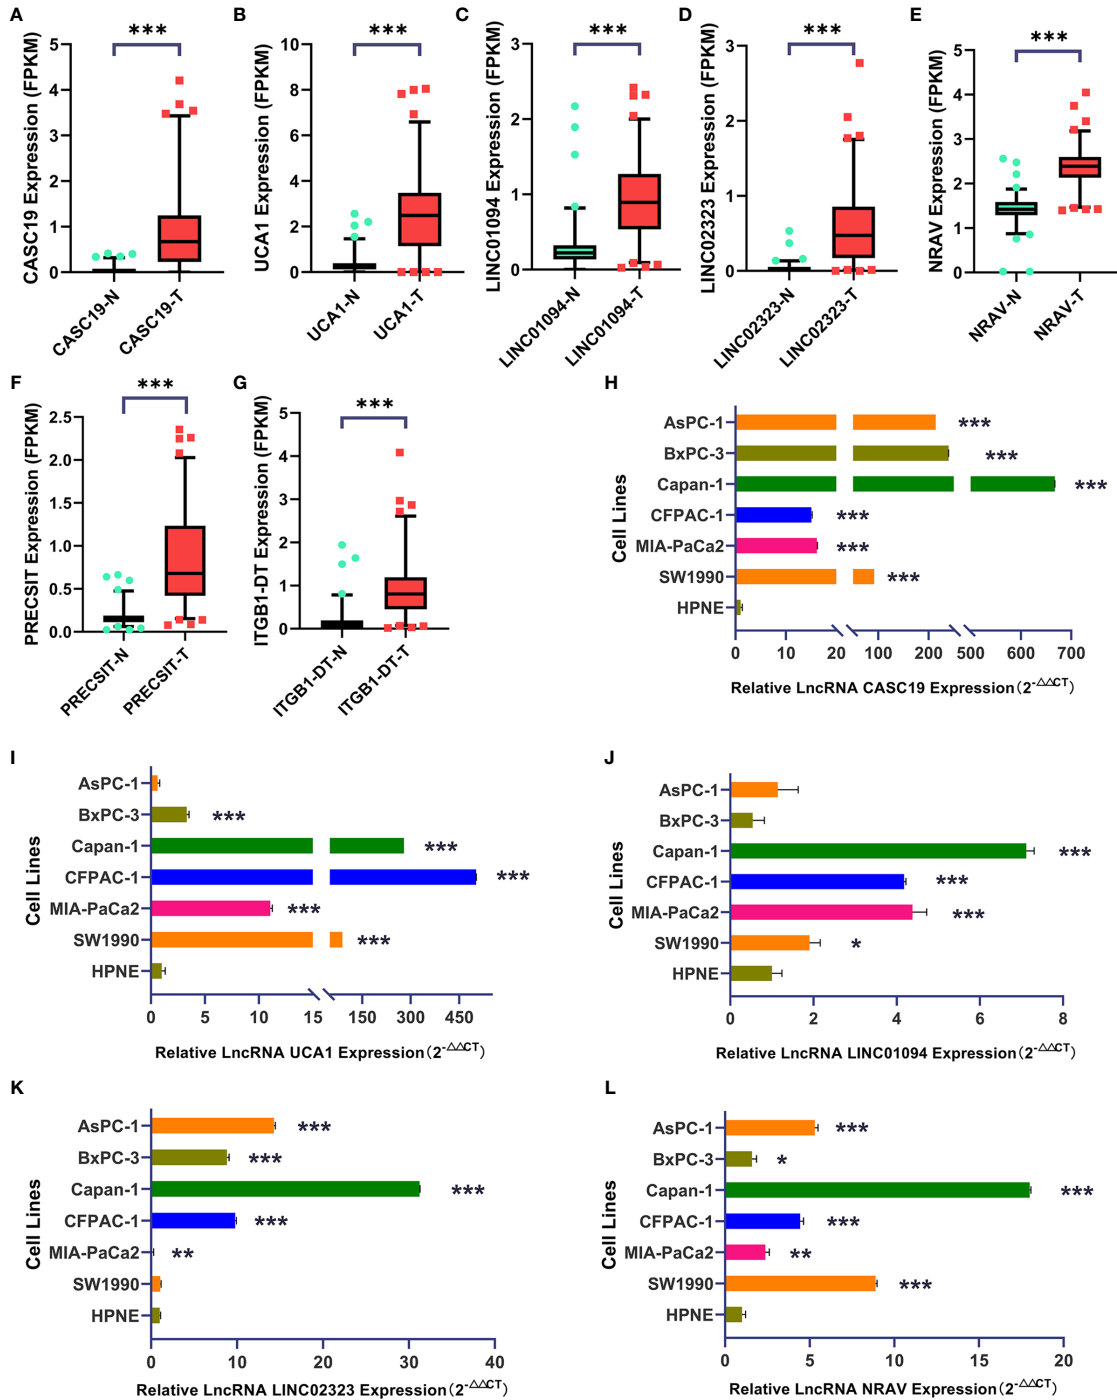 A
CASC19 Expression (FPKM)
5
4
3
2
1
0
***
CASC19-N
CASC19-T
B
UCA1 Expression (FPKM)
10
8
6
4
2
0
***
UCA1-N
UCA1-T
C
LINC01094 Expression (FPKM)
3
2
1
0
***
LINC01094-N
LINC01094-T
D
LINC02323 Expression (FPKM)
3
2
1
0
***
LINC02323-N
LINC02323-T
E
NRAV Expression (FPKM)
5
4
3
2
1
0
***
NRAV-N
NRAV-T
F
PRECSIT Expression (FPKM)
2.5
2.0
1.5
1.0
0.5
0.0
***
PRECSIT-N
PRECSIT-T
G
ITGB1-DT Expression (FPKM)
5
4
3
2
1
0
***
ITGB1-DT-N
ITGB1-DT-T
H
Cell Lines
AsPC-1 ***
BxPC-3 ***
Capan-1 ***
CFPAC-1 ***
MIA-PaCa2 ***
SW1990 ***
HPNE
0 10 20 100 200 500 600 700
Relative LncRNA CASC19 Expression(2-△△CT)
I
Cell Lines
AsPC-1
BxPC-3 ***
Capan-1 ***
CFPAC-1 ***
MIA-PaCa2 ***
SW1990 ***
HPNE
0 5 10 15 150 300 450
Relative LncRNA UCA1 Expression(2-△△CT)
J
Cell Lines
AsPC-1
BxPC-3
Capan-1 ***
CFPAC-1 ***
MIA-PaCa2 ***
SW1990 *
HPNE
0 2 4 6 8
Relative LncRNA LINC01094 Expression(2-△△CT)
K
Cell Lines
AsPC-1 ***
BxPC-3 ***
Capan-1 ***
CFPAC-1 ***
MIA-PaCa2 **
SW1990
HPNE
0 10 20 30 40
Relative LncRNA LINC02323 Expression(2-△△CT)
L
Cell Lines
AsPC-1 ***
BxPC-3 *
Capan-1 ***
CFPAC-1 ***
MIA-PaCa2 **
SW1990 ***
HPNE
0 5 10 15 20
Relative LncRNA NRAV Expression(2-△△CT)